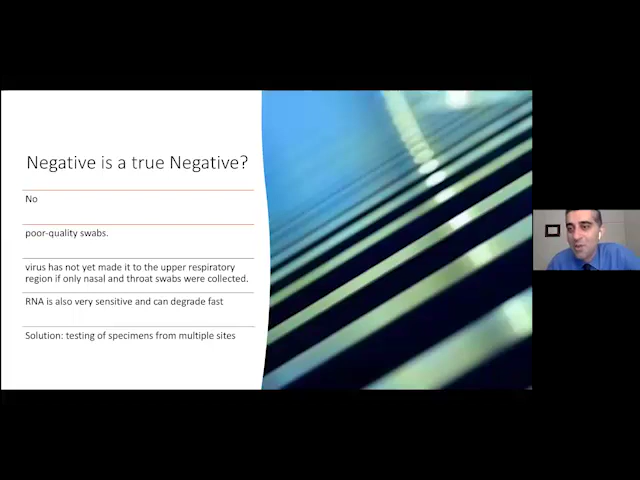 Negative is a true Negative?
No
poor-quality swabs.
virus has not yet made it to the upper respiratory
region if only nasal and throat swabs were collected.
RNA is also very sensitive and can degrade fast
Solution: testing of specimens from multiple sites